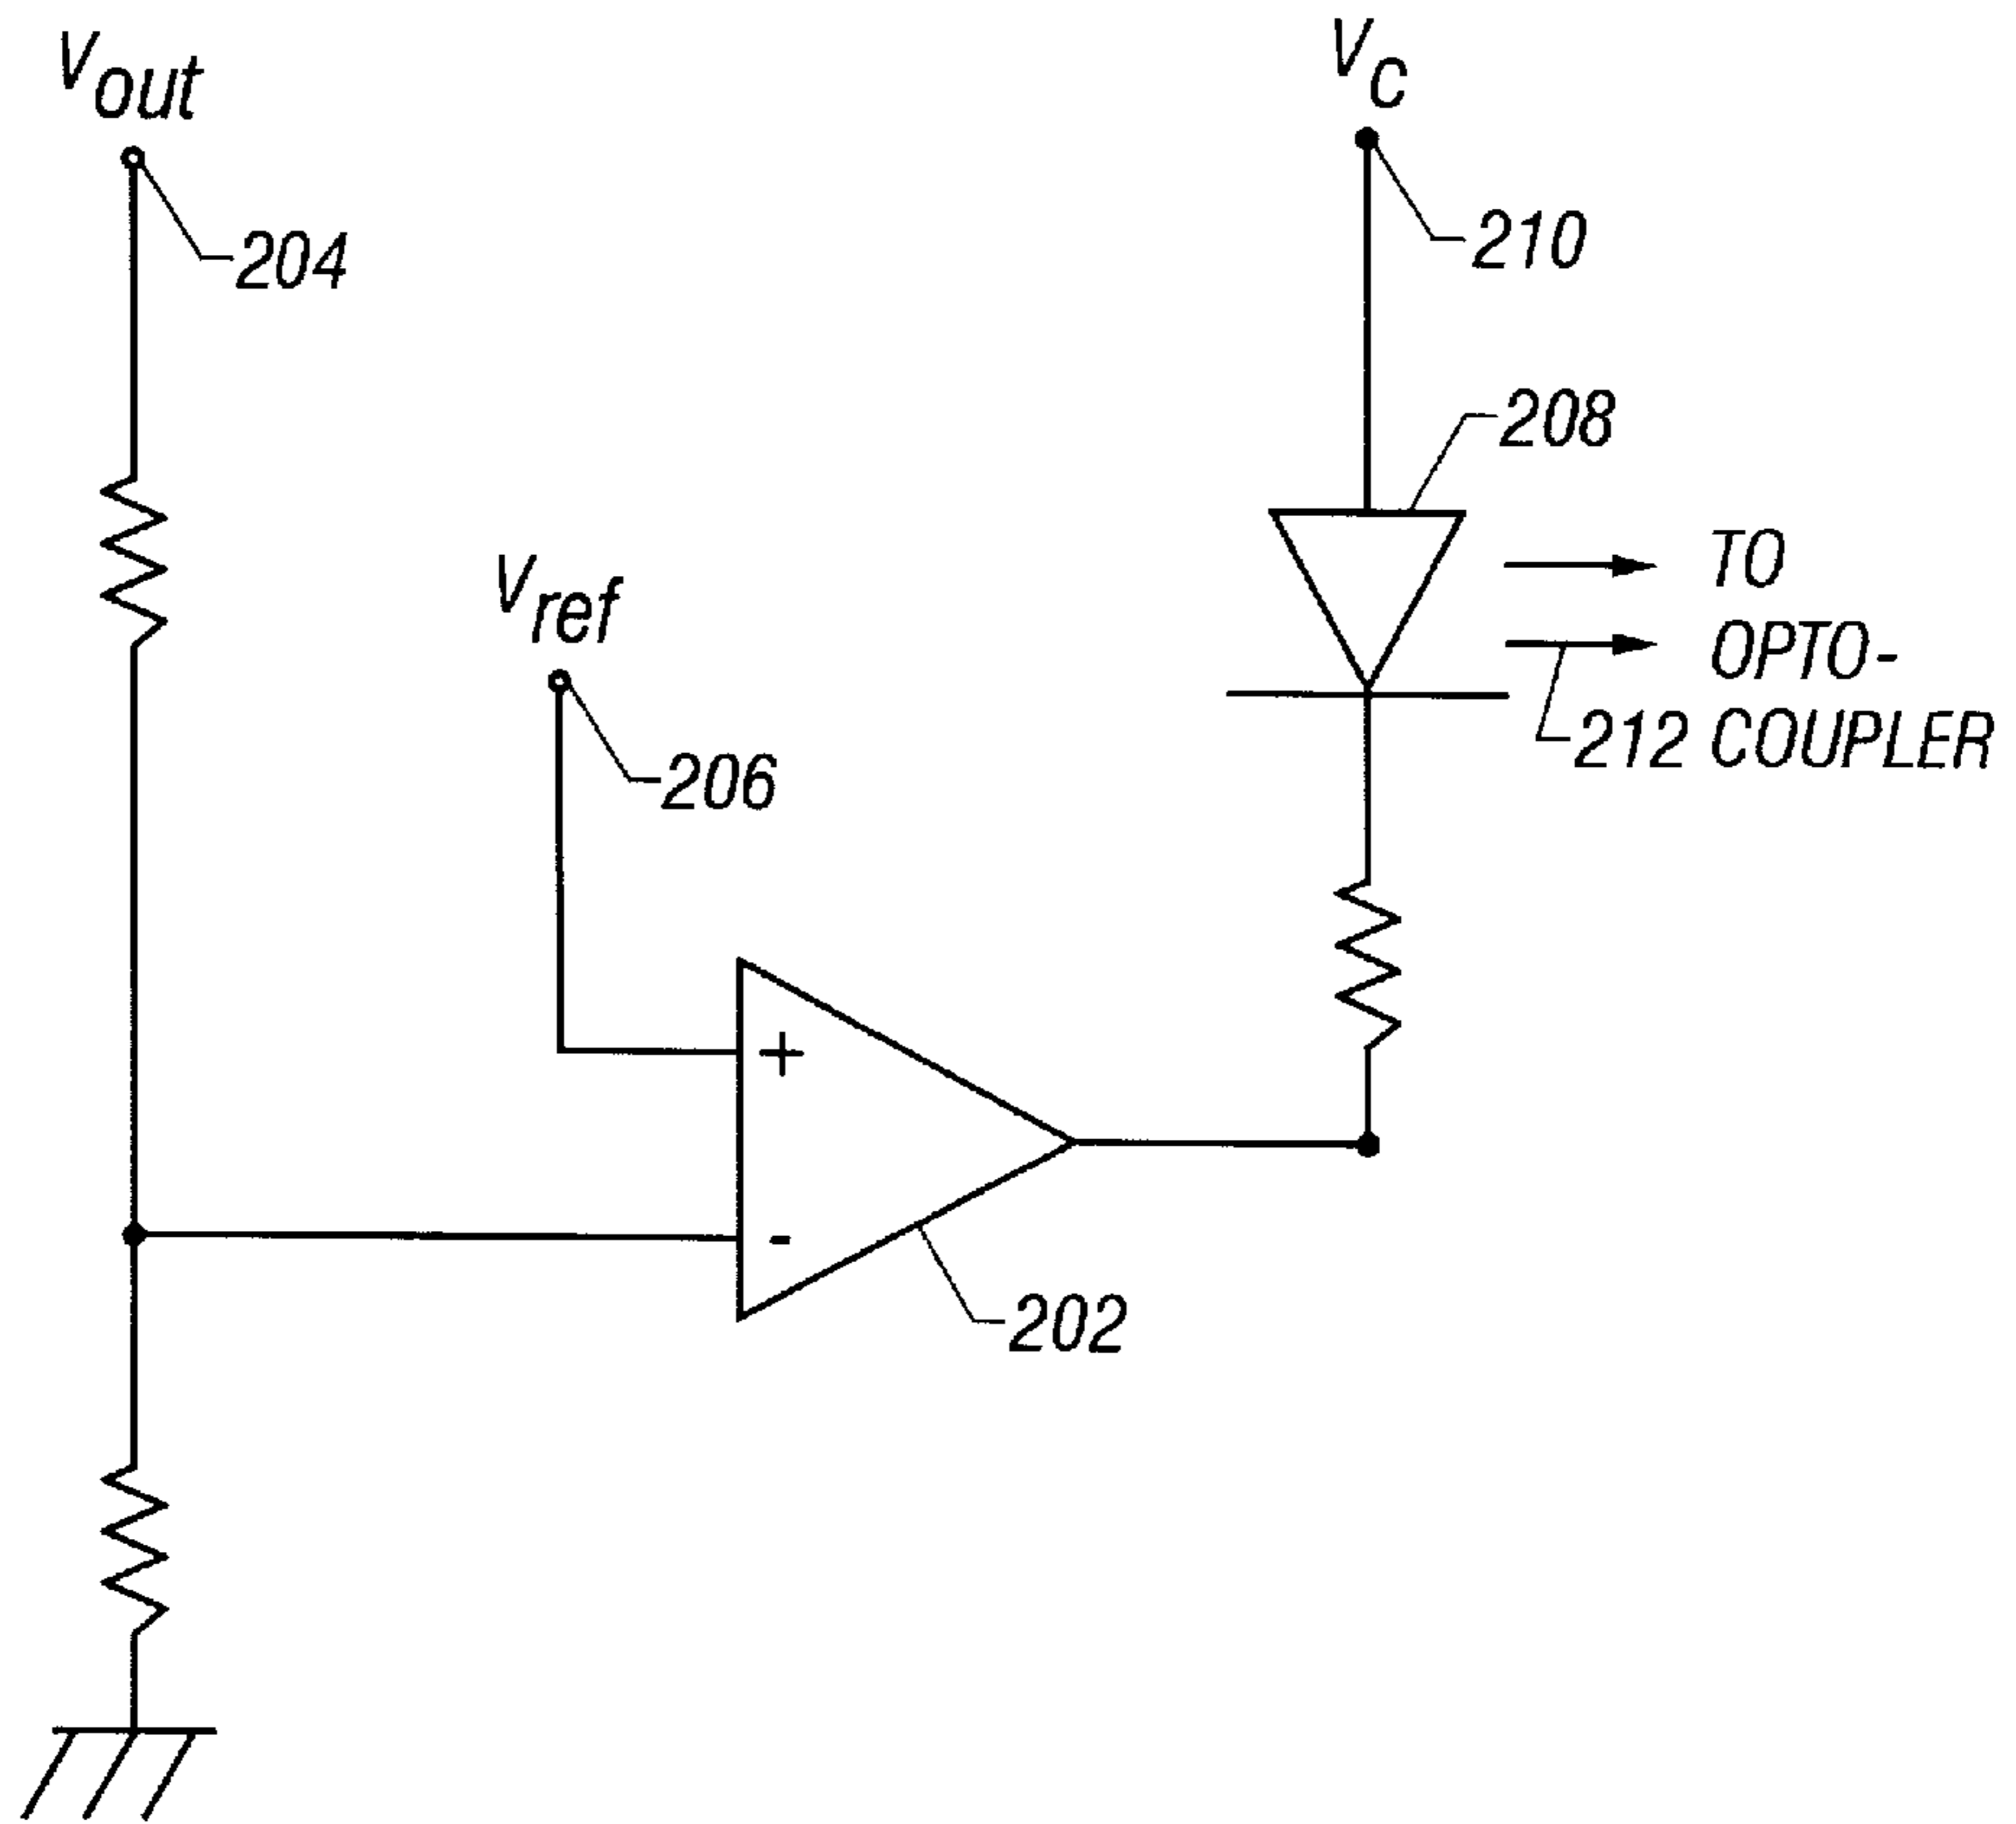 Vout
204
Vc
210
208
TO
OPTO-
212 COUPLER
Vref
206
+
-
202